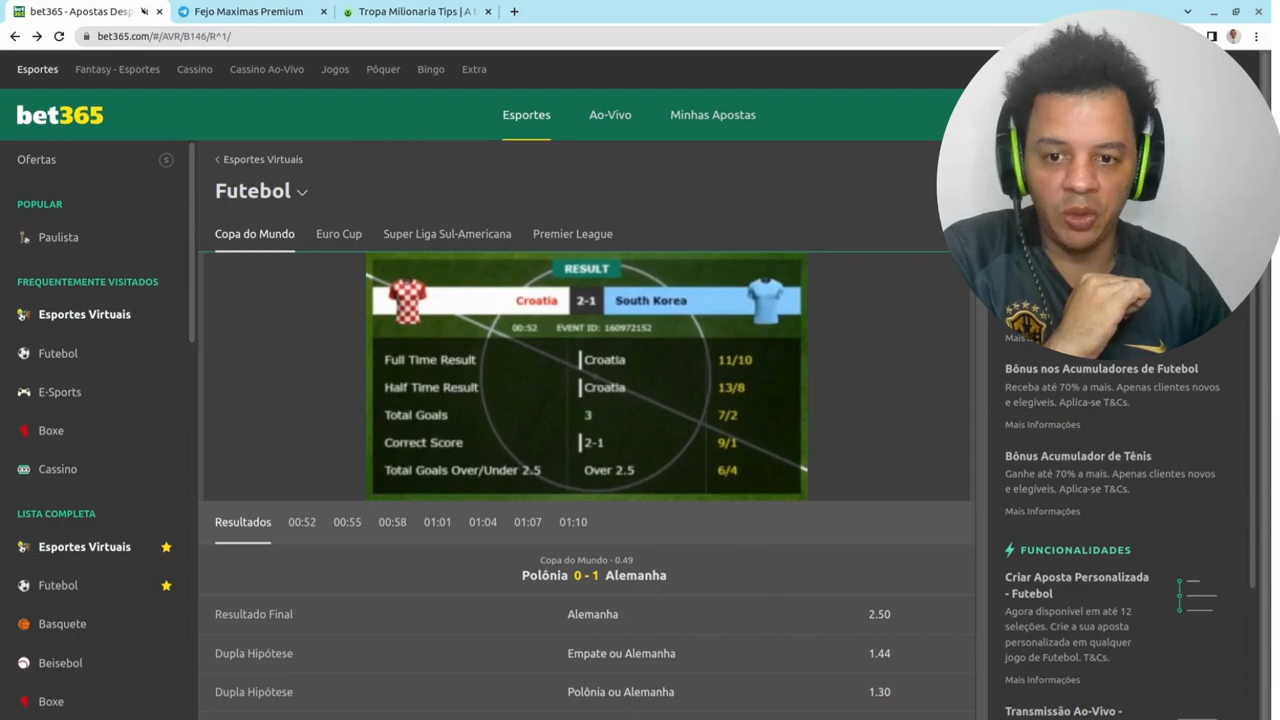 bet365 - Apostas Desp
Fejo Maximas Premium
Tropa Milionaria Tips | A t
bet365.com/#/AVR/B146/R^1/
Esportes
Fantasy - Esportes
Cassino
Cassino Ao-Vivo
Jogos
Pôquer
Bingo
Extra
bet365
Esportes
Ao-Vivo
Minhas Apostas
Ofertas
S
POPULAR
Paulista
FREQUENTEMENTE VISITADOS
Esportes Virtuais
Futebol
E-Sports
Boxe
Cassino
LISTA COMPLETA
Esportes Virtuais
Futebol
Basquete
Beisebol
Boxe
Esportes Virtuais
Futebol
Copa do Mundo
Euro Cup
Super Liga Sul-Americana
Premier League
RESULT
Croatia 2-1 South Korea
00:52 EVENT ID: 160972152
Full Time Result Croatia 11/10
Half Time Result Croatia 13/8
Total Goals 3 7/2
Correct Score 2-1 9/1
Total Goals Over/Under 2.5 Over 2.5 6/4
Resultados 00:52 00:55 00:58 01:01 01:04 01:07 01:10
Copa do Mundo - 0.49
Polônia 0 - 1 Alemanha
Resultado Final Alemanha 2.50
Dupla Hipótese Empate ou Alemanha 1.44
Dupla Hipótese Polônia ou Alemanha 1.30
Bônus nos Acumuladores de Futebol
Receba até 70% a mais. Apenas clientes novos
e elegíveis. Aplica-se T&Cs.
Mais Informações
Bônus Acumulador de Tênis
Ganhe até 70% a mais. Apenas clientes novos
e elegíveis. Aplica-se T&Cs.
Mais Informações
FUNCIONALIDADES
Criar Aposta Personalizada
- Futebol
Agora disponível em até 12
seleções. Crie a sua aposta
personalizada em qualquer
jogo de Futebol. T&Cs.
Mais Informações
Transmissão Ao-Vivo -